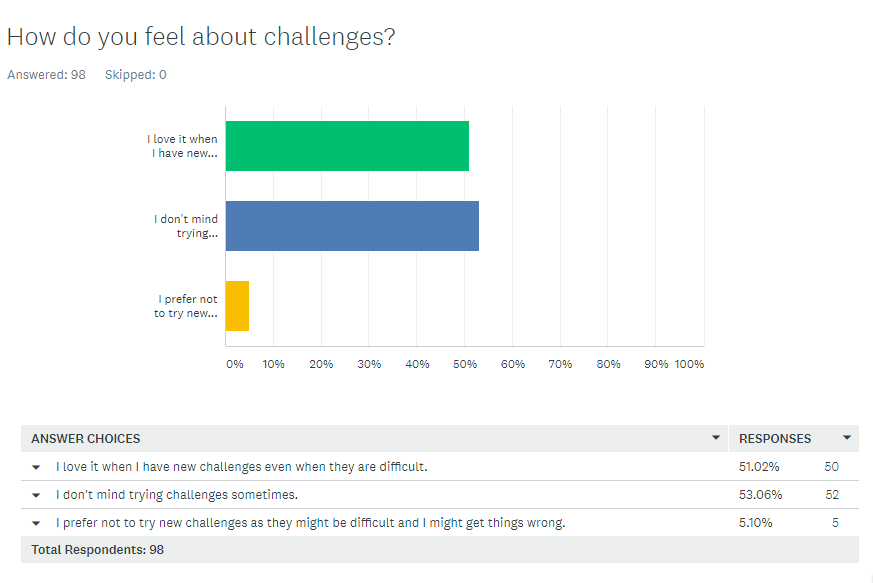 How do you feel about challenges?
Answered: 98 Skipped: 0
I love it when
I have new...
I don't mind
trying...
I prefer not
to try new...
0% 10% 20% 30% 40% 50% 60% 70% 80% 90% 100%
ANSWER CHOICES RESPONSES
I love it when I have new challenges even when they are difficult. 51.02% 50
I don't mind trying challenges sometimes. 53.06% 52
I prefer not to try new challenges as they might be difficult and I might get things wrong. 5.10% 5
Total Respondents: 98